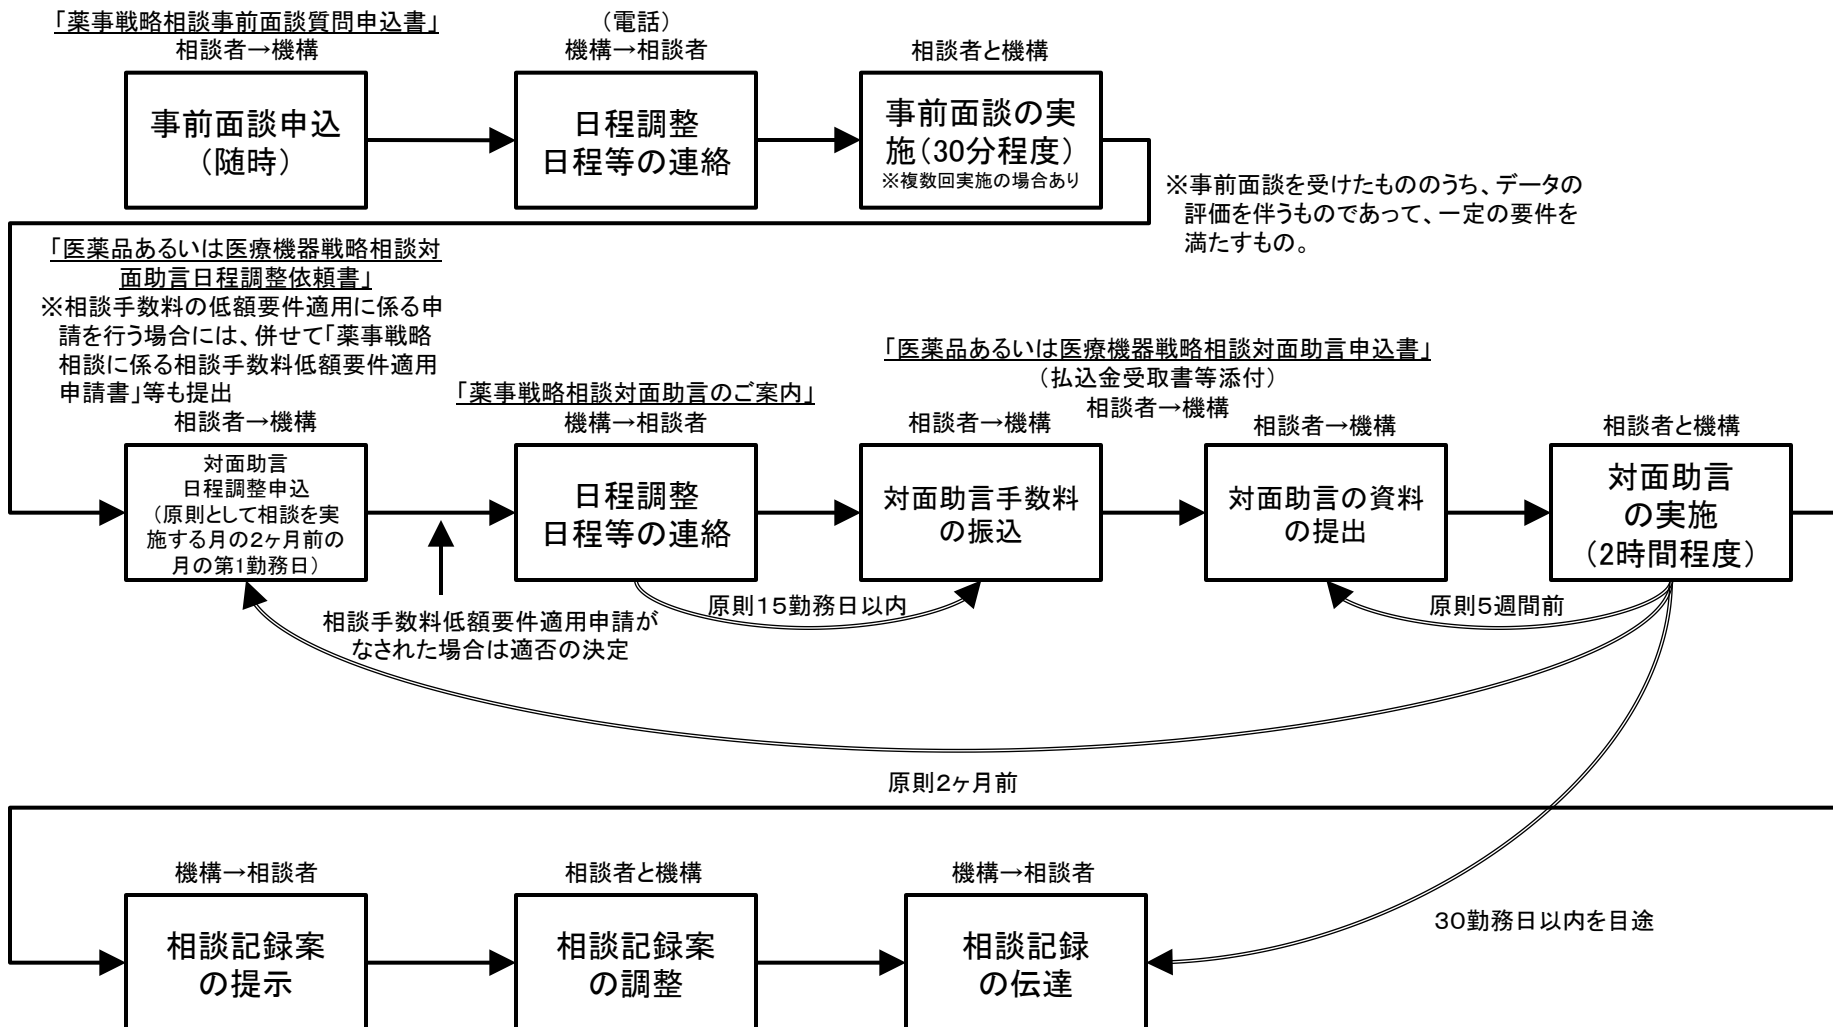 「薬事戦略相談事前面談質問申込書」
相談者→機構
事前面談申込
（随時）
（電話）
機構→相談者
日程調整
日程等の連絡
相談者と機構
事前面談の実
施（30分程度）
※複数回実施の場合あり
※事前面談を受けたもののうち、データの
評価を伴うものであって、一定の要件を
満たすもの。
「医薬品あるいは医療機器戦略相談対
面助言日程調整依頼書」
※相談手数料の低額要件適用に係る申
請を行う場合には、併せて「薬事戦略
相談に係る相談手数料低額要件適用
申請書」等も提出
相談者→機構
対面助言
日程調整申込
（原則として相談を実
施する月の2ヶ月前の
月の第1勤務日）
相談手数料低額要件適用申請が
なされた場合は適否の決定
「薬事戦略相談対面助言のご案内」
機構→相談者
日程調整
日程等の連絡
原則15勤務日以内
「医薬品あるいは医療機器戦略相談対面助言申込書」
（払込金受取書等添付）
相談者→機構
相談者→機構
対面助言手数料
の振込
相談者→機構
対面助言の資料
の提出
原則5週間前
相談者と機構
対面助言
の実施
（2時間程度）
原則2ヶ月前
機構→相談者
相談記録案
の提示
相談者と機構
相談記録案
の調整
機構→相談者
相談記録
の伝達
30勤務日以内を目途